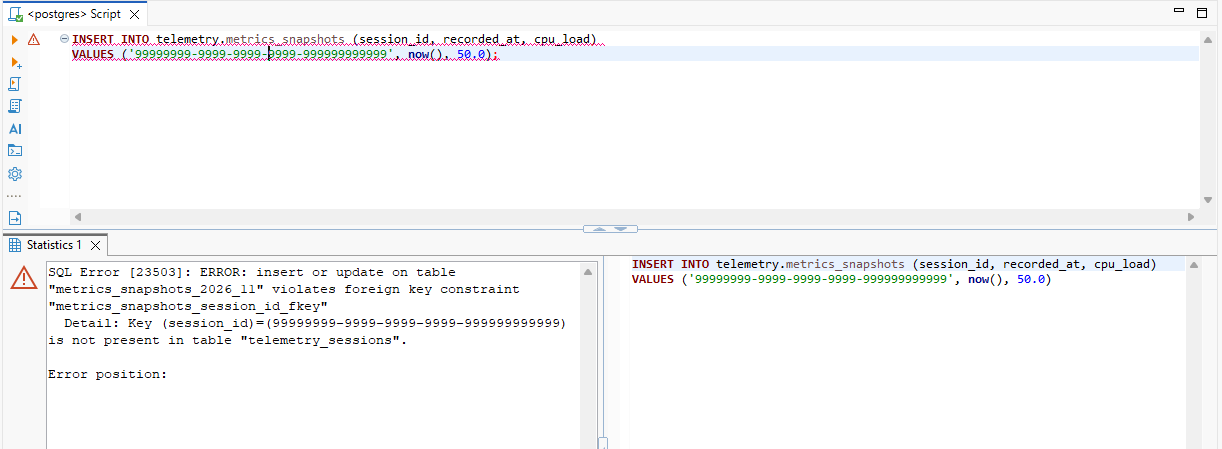 <postgres> Script
INSERT INTO telemetry.metrics_snapshots (session_id, recorded_at, cpu_load)
VALUES ('99999999-9999-9999-9999-999999999999', now(), 50.0);
AI
Statistics 1
SQL Error [23503]: ERROR: insert or update on table
"metrics_snapshots_2026_11" violates foreign key constraint
"metrics_snapshots_session_id_fkey"
Detail: Key (session_id)=(99999999-9999-9999-9999-999999999999)
is not present in table "telemetry_sessions".
Error position:
INSERT INTO telemetry.metrics_snapshots (session_id, recorded_at, cpu_load)
VALUES ('99999999-9999-9999-9999-999999999999', now(), 50.0)